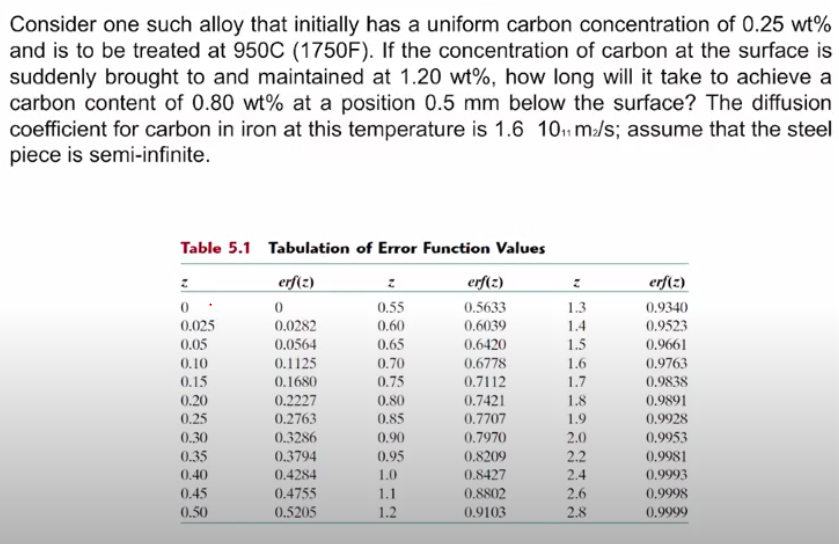 Consider one such alloy that initially has a uniform carbon concentration of 0.25 wt%
and is to be treated at 950C (1750F). If the concentration of carbon at the surface is
suddenly brought to and maintained at 1.20 wt%, how long will it take to achieve a
carbon content of 0.80 wt% at a position 0.5 mm below the surface? The diffusion
coefficient for carbon in iron at this temperature is 1.6 10₁₁ m₂/s; assume that the steel
piece is semi-infinite.
Table 5.1 Tabulation of Error Function Values
z erf(z) z erf(z) z erf(z)
0 0 0.55 0.5633 1.3 0.9340
0.025 0.0282 0.60 0.6039 1.4 0.9523
0.05 0.0564 0.65 0.6420 1.5 0.9661
0.10 0.1125 0.70 0.6778 1.6 0.9763
0.15 0.1680 0.75 0.7112 1.7 0.9838
0.20 0.2227 0.80 0.7421 1.8 0.9891
0.25 0.2763 0.85 0.7707 1.9 0.9928
0.30 0.3286 0.90 0.7970 2.0 0.9953
0.35 0.3794 0.95 0.8209 2.2 0.9981
0.40 0.4284 1.0 0.8427 2.4 0.9993
0.45 0.4755 1.1 0.8802 2.6 0.9998
0.50 0.5205 1.2 0.9103 2.8 0.9999